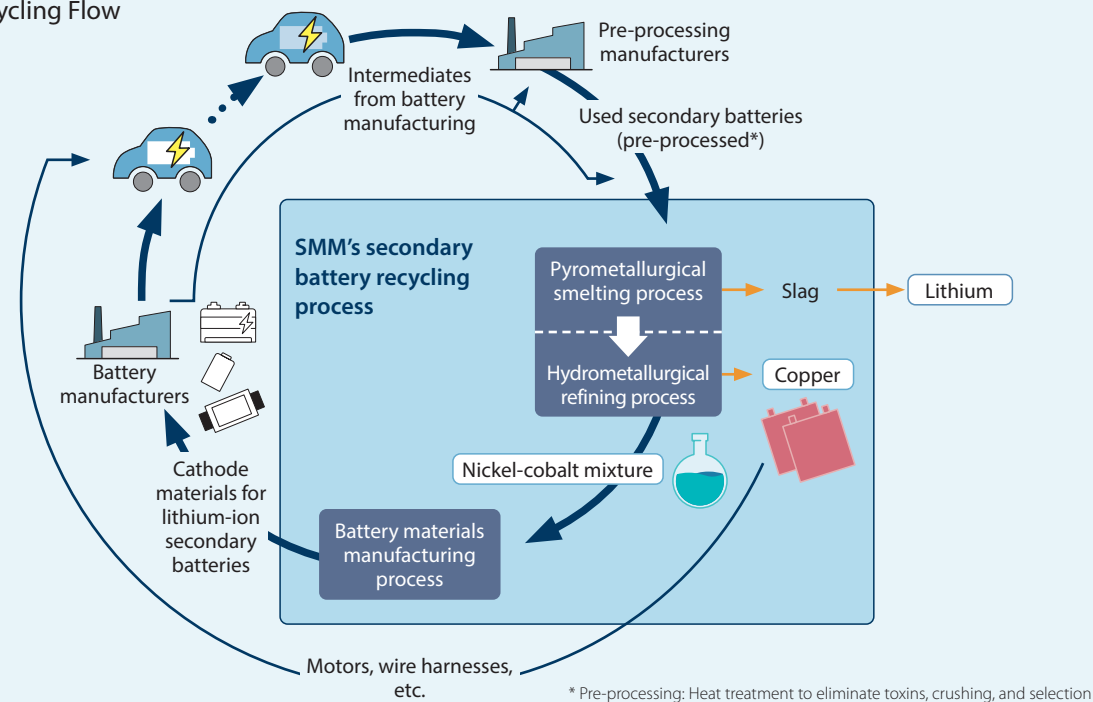 cycling Flow
Pre-processing
manufacturers
Intermediates
from battery
manufacturing
Used secondary batteries
(pre-processed*)
SMM’s secondary
battery recycling
process
Pyrometallurgical
smelting process
Slag
Lithium
Hydrometallurgical
refining process
Copper
Battery
manufacturers
Nickel-cobalt mixture
Cathode
materials for
lithium-ion
secondary
batteries
Battery materials
manufacturing
process
Motors, wire harnesses,
etc.
* Pre-processing: Heat treatment to eliminate toxins, crushing, and selection